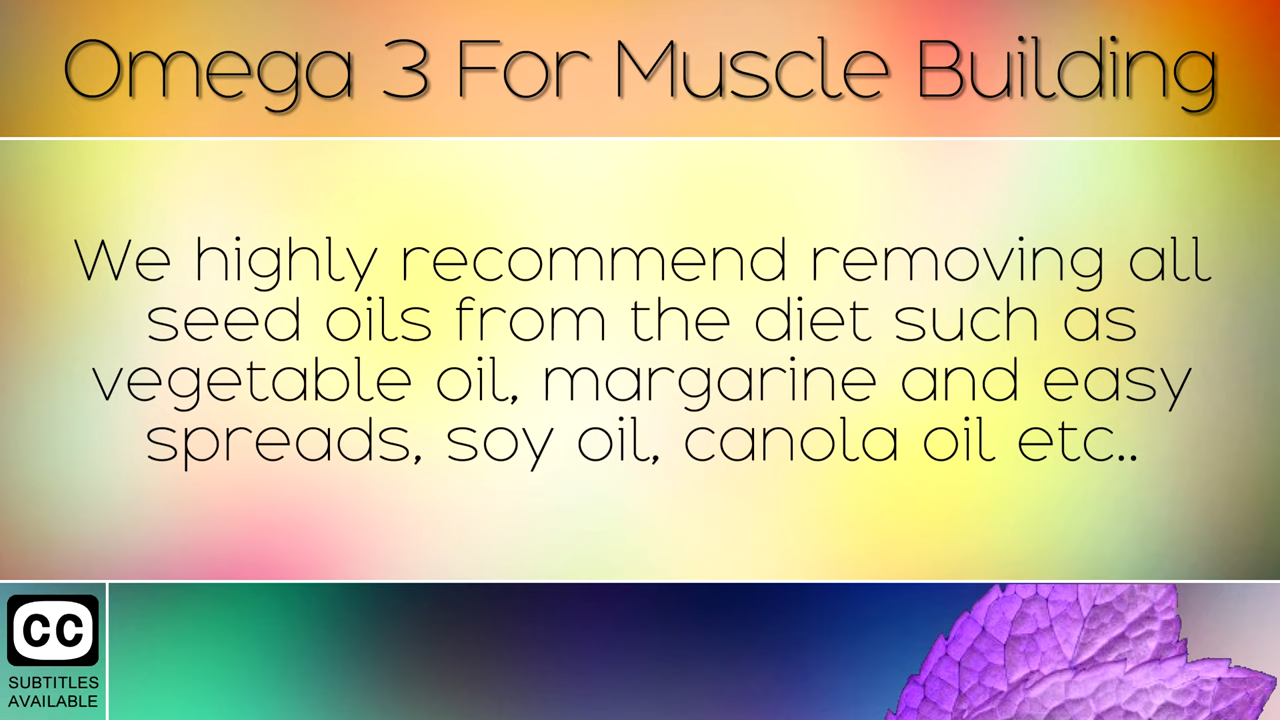 Omega 3 For Muscle Building
We highly recommend removing all
seed oils from the diet such as
vegetable oil, margarine and easy
spreads, soy oil, canola oil etc..
CC
SUBTITLES
AVAILABLE